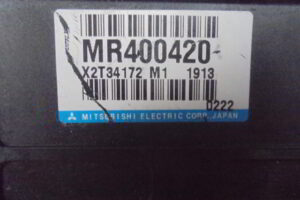 MR400420
X2T34172 M1 1913
0222
MITSUBISHI ELECTRIC CORP. JAPAN